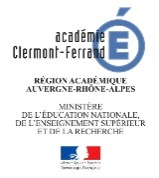 académie
Clermont-Ferrand
RÉGION ACADÉMIQUE
AUVERGNE-RHÔNE-ALPES
MINISTÈRE
DE L'ÉDUCATION NATIONALE,
DE L'ENSEIGNEMENT SUPÉRIEUR
ET DE LA RECHERCHE